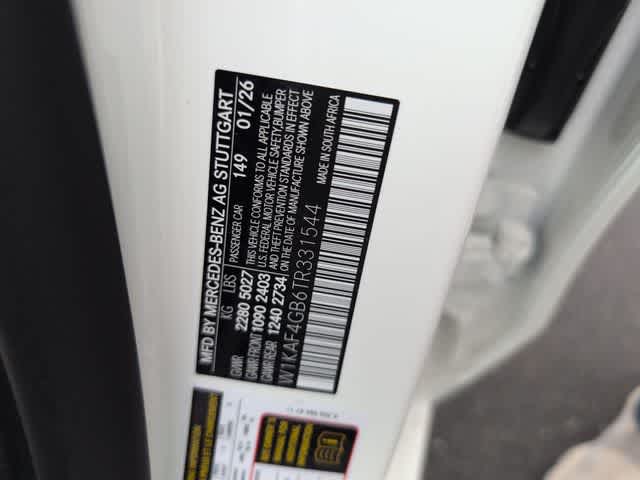 MFD BY MERCEDES-BENZ AG STUTTGART
PASSENGER CAR 149 01/26
KG LBS
GWR 2280 5027
GAWR FRONT 1090 2403
GAWR REAR 1240 2734
THIS VEHICLE CONFORMS TO ALL APPLICABLE
U.S. FEDERAL MOTOR VEHICLE SAFETY, BUMPER
AND THEFT PREVENTION STANDARDS IN EFFECT
ON THE DATE OF MANUFACTURE SHOWN ABOVE
W1KAF4GB6TR331544
MADE IN SOUTH AFRICA